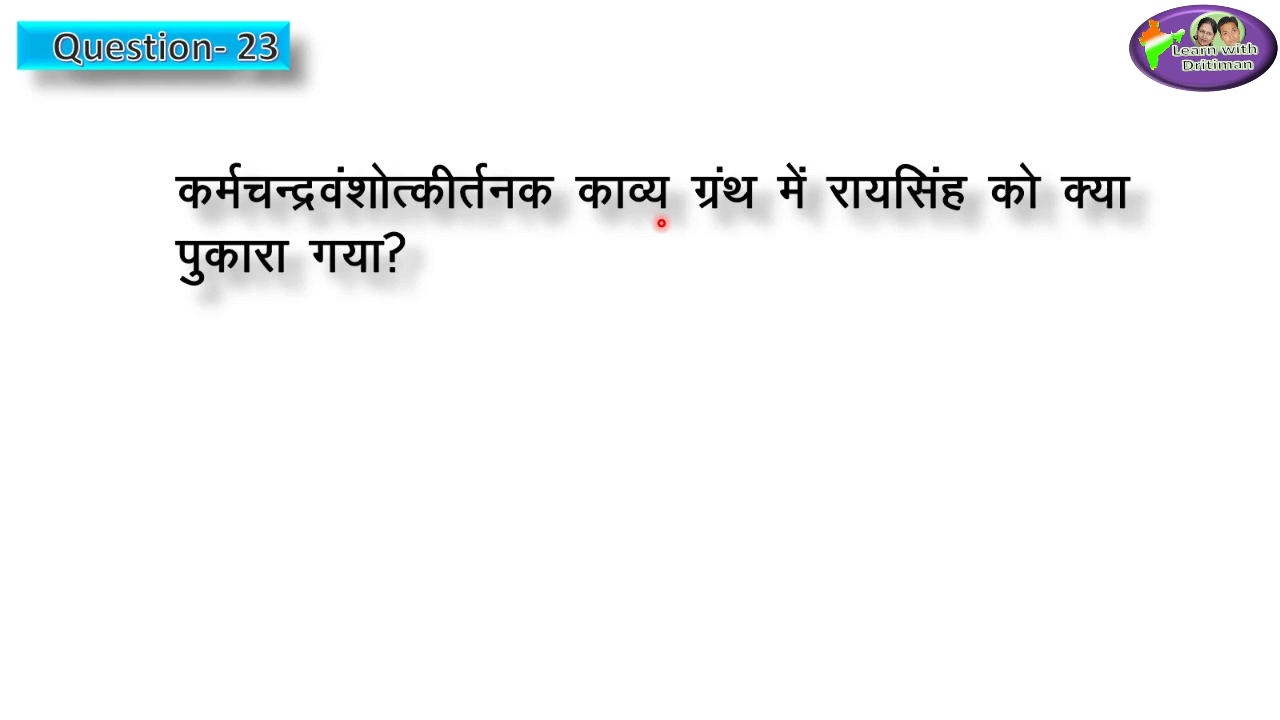 Question- 23
Learn with
Dritiman
कर्मचन्द्रवंशोत्कीर्तनक काव्य ग्रंथ में रायसिंह को क्या
पुकारा गया?